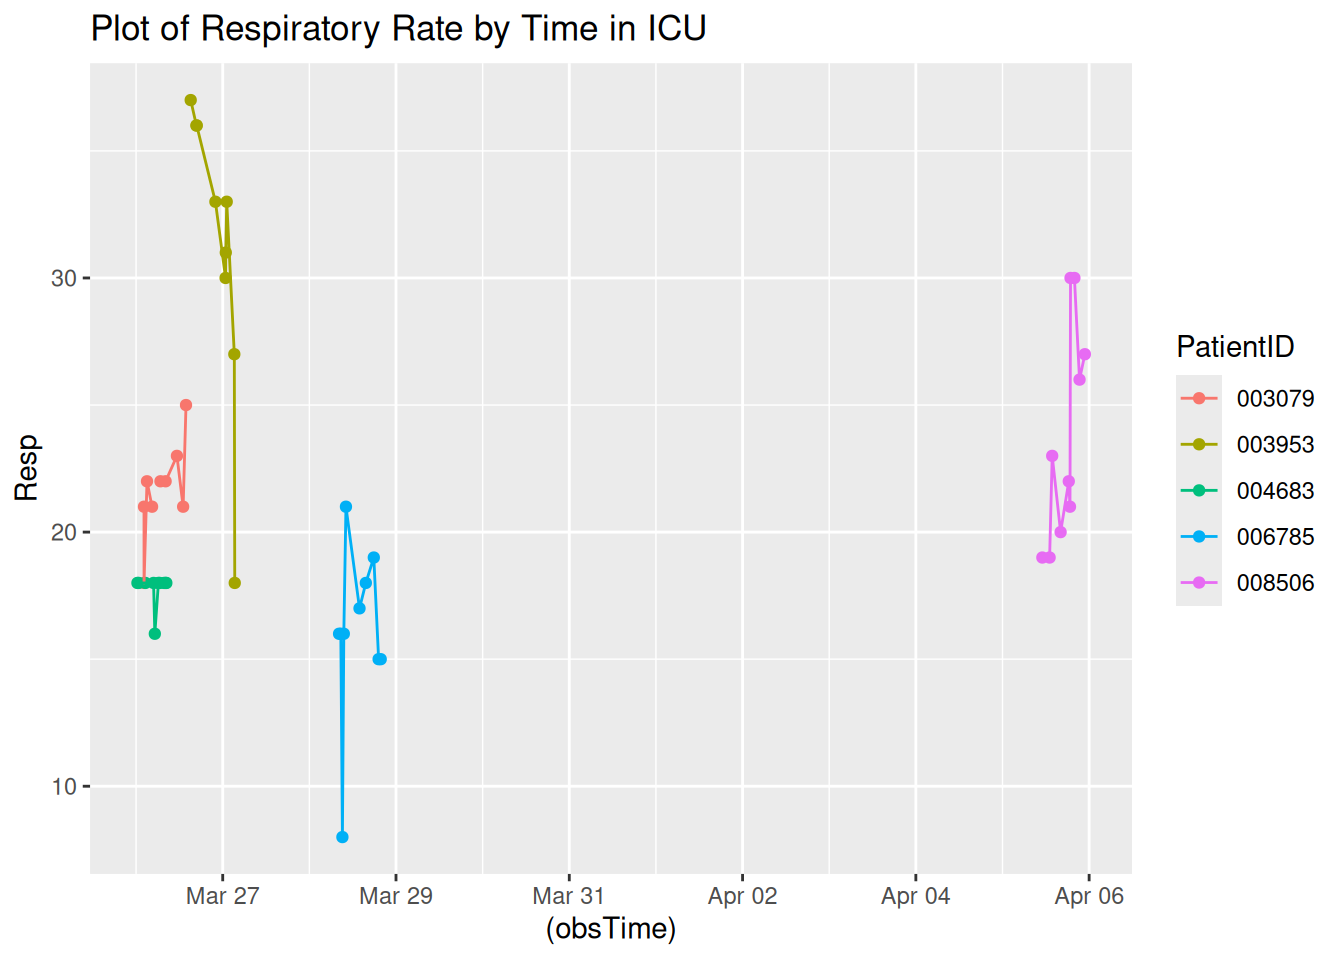 Plot of Respiratory Rate by Time in ICU
Resp
30
20
10
Mar 27 Mar 29 Mar 31 Apr 02 Apr 04 Apr 06
(obsTime)
PatientID
003079
003953
004683
006785
008506